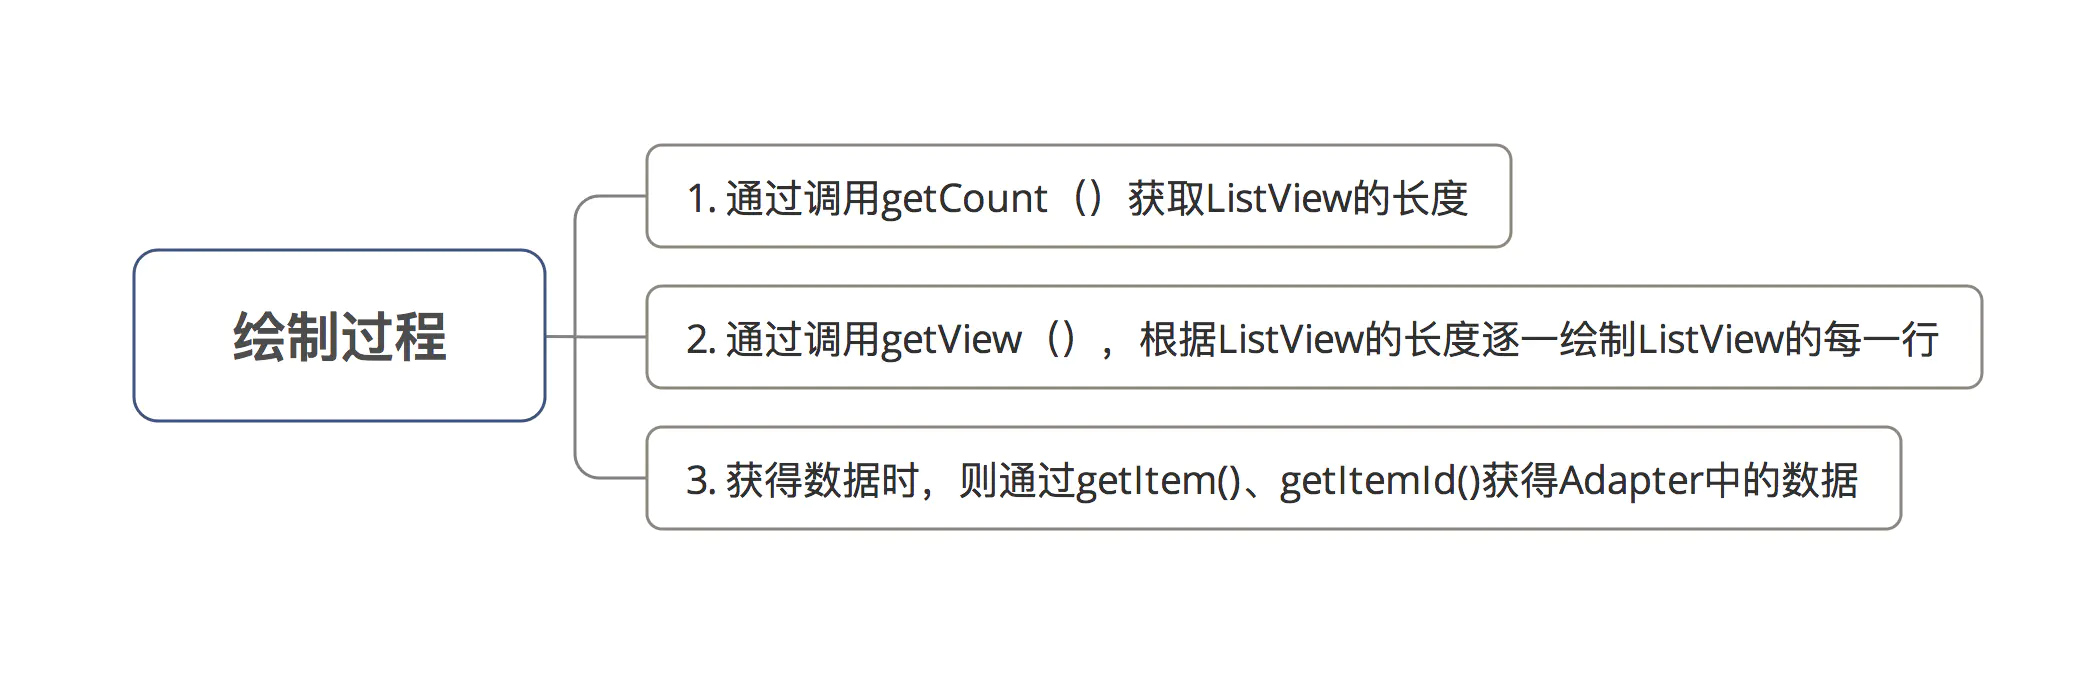 绘制过程
1. 通过调用getCount（）获取ListView的长度
2. 通过调用getView（），根据ListView的长度逐一绘制ListView的每一行
3. 获得数据时，则通过getItem()、getItemId()获得Adapter中的数据